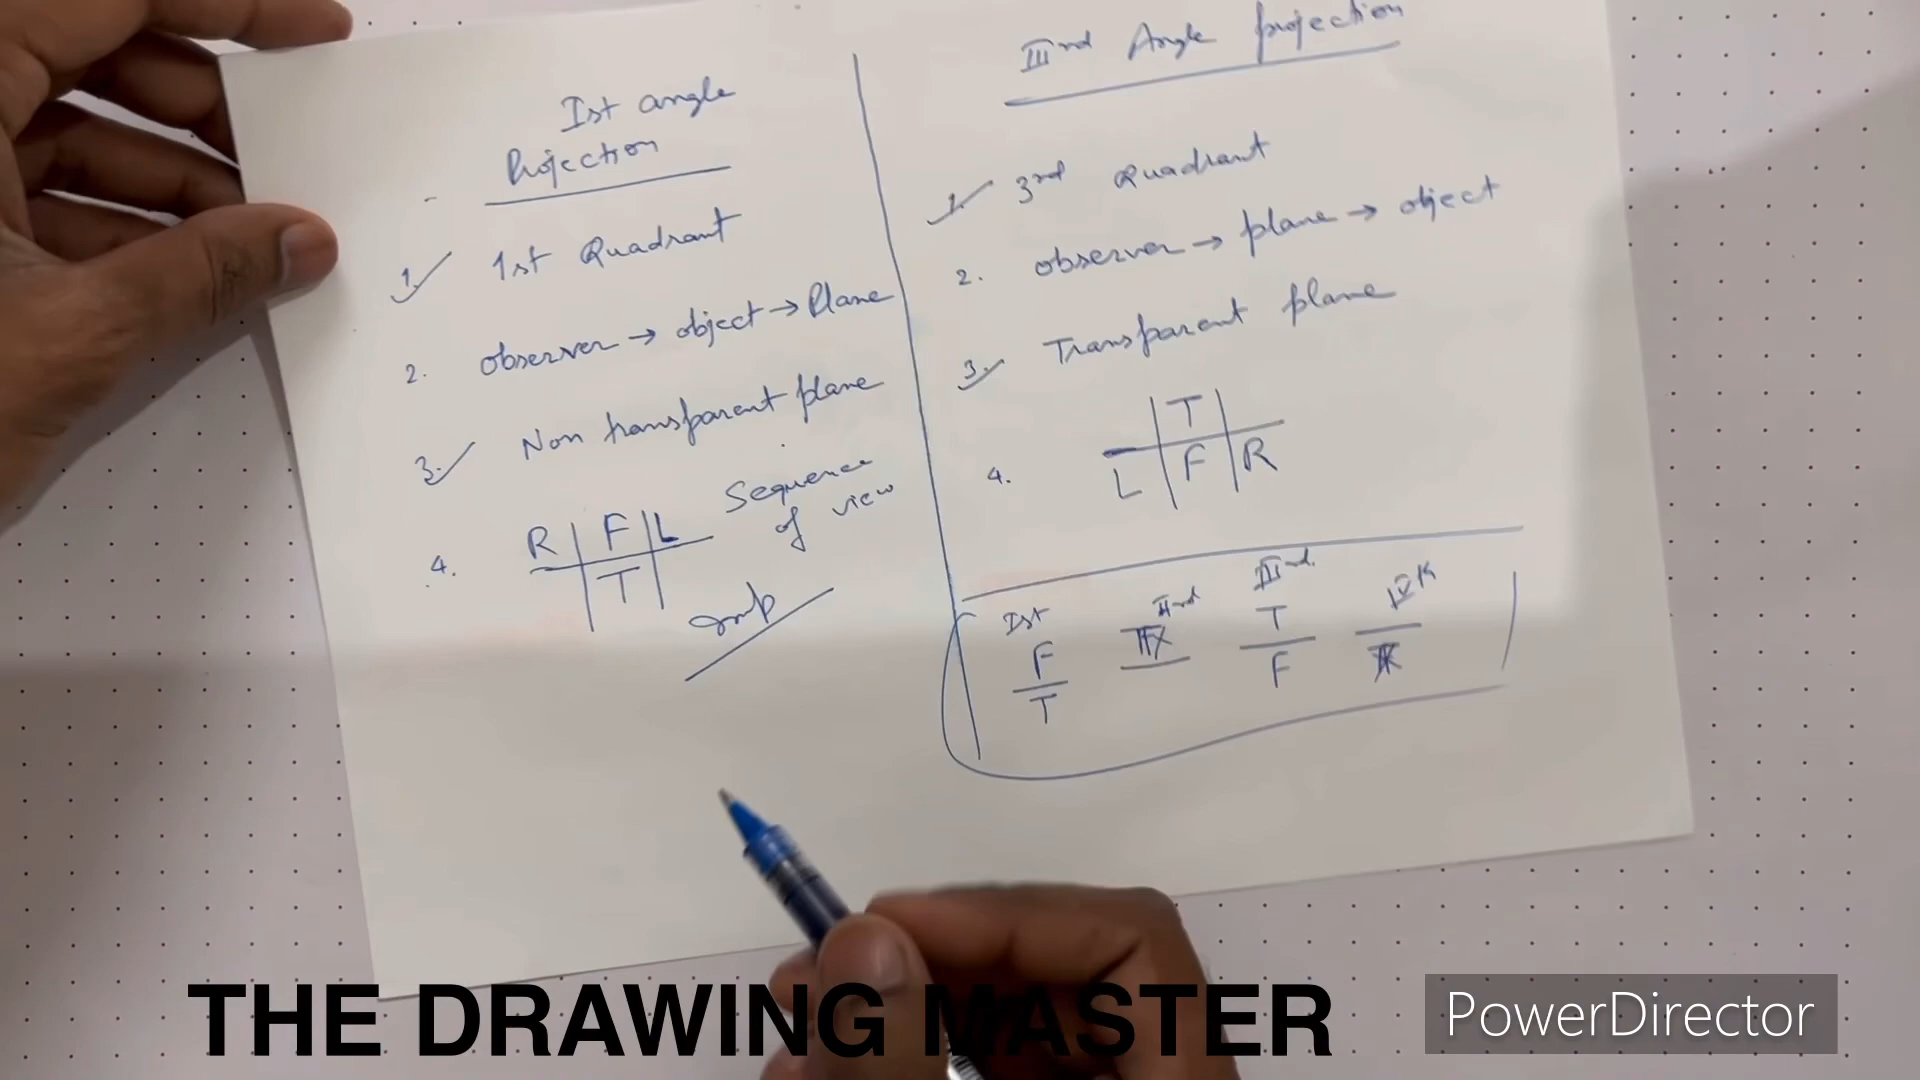 Ist angle
Projection
1. 1st Quadrant
2. observer → object → Plane
3. Non transparent plane
4. R | F | L
T
Sequence
of view
Imp
IIIrd Angle projection
1. 3rd Quadrant
2. observer → plane → object
3. Transparent plane
4. T
L | F | R
Ist IInd IIIrd IVth
F T
T F
THE DRAWING MASTER
PowerDirector